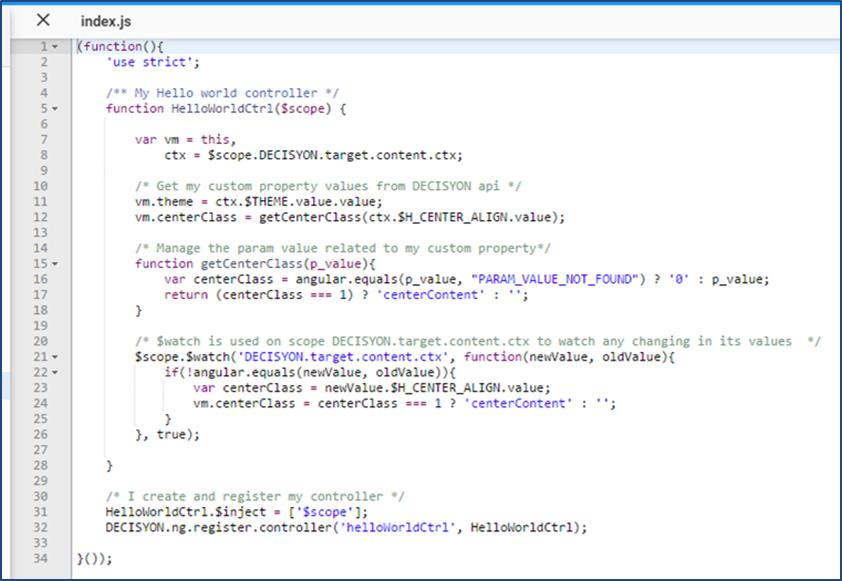 index.js
1 (function(){
2 'use strict';
3
4 /** My Hello world controller */
5 function HelloWorldCtrl($scope) {
6
7 var vm = this,
8 ctx = $scope.DECISYON.target.content.ctx;
9
10 /* Get my custom property values from DECISYON api */
11 vm.theme = ctx.$THEME.value.value;
12 vm.centerClass = getCenterClass(ctx.$H_CENTER_ALIGN.value);
13
14 /* Manage the param value related to my custom property*/
15 function getCenterClass(p_value){
16 var centerClass = angular.equals(p_value, "PARAM_VALUE_NOT_FOUND") ? '0' : p_value;
17 return (centerClass === 1) ? 'centerContent' : '';
18 }
19
20 /* $watch is used on scope DECISYON.target.content.ctx to watch any changing in its values */
21 $scope.$watch('DECISYON.target.content.ctx', function(newValue, oldValue){
22 if(!angular.equals(newValue, oldValue)){
23 var centerClass = newValue.$H_CENTER_ALIGN.value;
24 vm.centerClass = centerClass === 1 ? 'centerContent' : '';
25 }
26 }, true);
27
28 }
29
30 /* I create and register my controller */
31 HelloWorldCtrl.$inject = ['$scope'];
32 DECISYON.ng.register.controller('helloWorldCtrl', HelloWorldCtrl);
33
34 }());